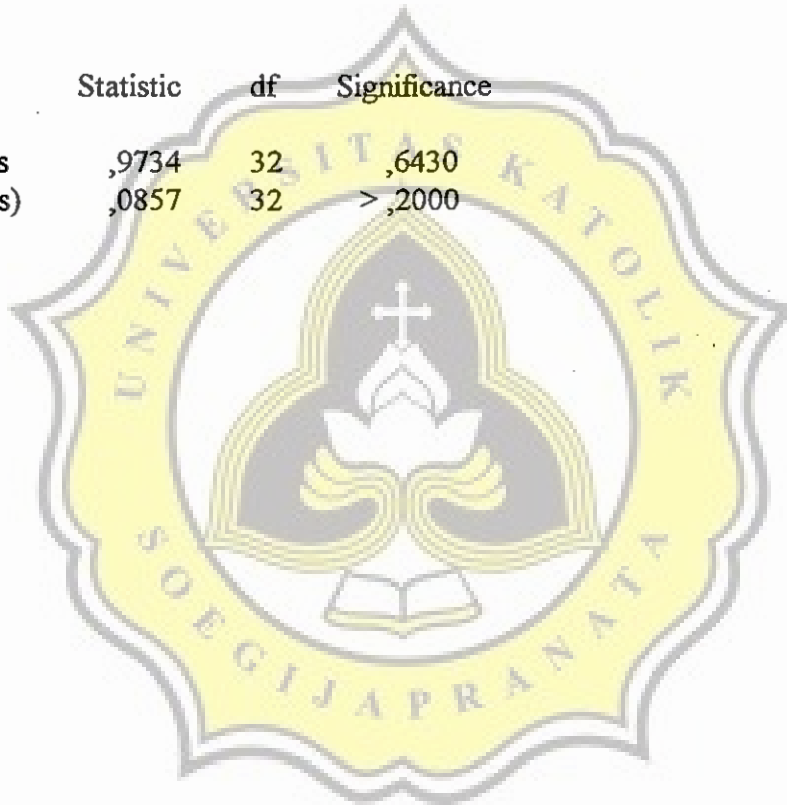 Statistic df Significance
s ,9734 32 ,6430
s) ,0857 32 > ,2000
UNIVERSITAS KATOLIK
SOEGIJAPRANATA